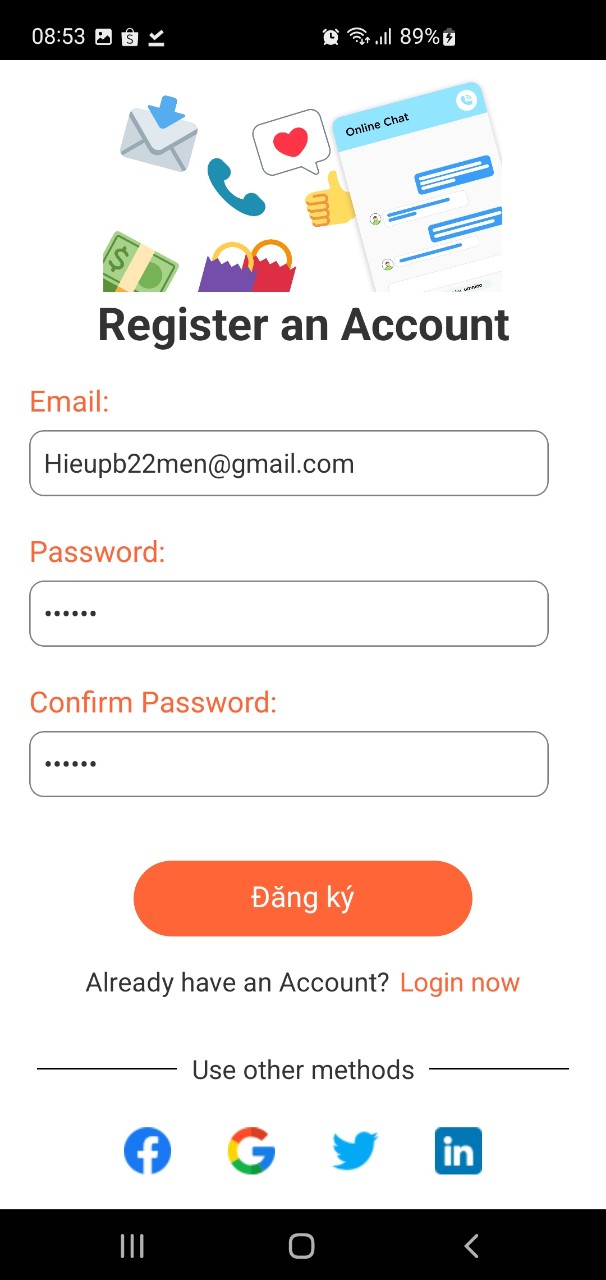 08:53 89%
Online Chat
Register an Account
Email:
Hieupb22men@gmail.com
Password:
••••••
Confirm Password:
••••••
Đăng ký
Already have an Account? Login now
Use other methods